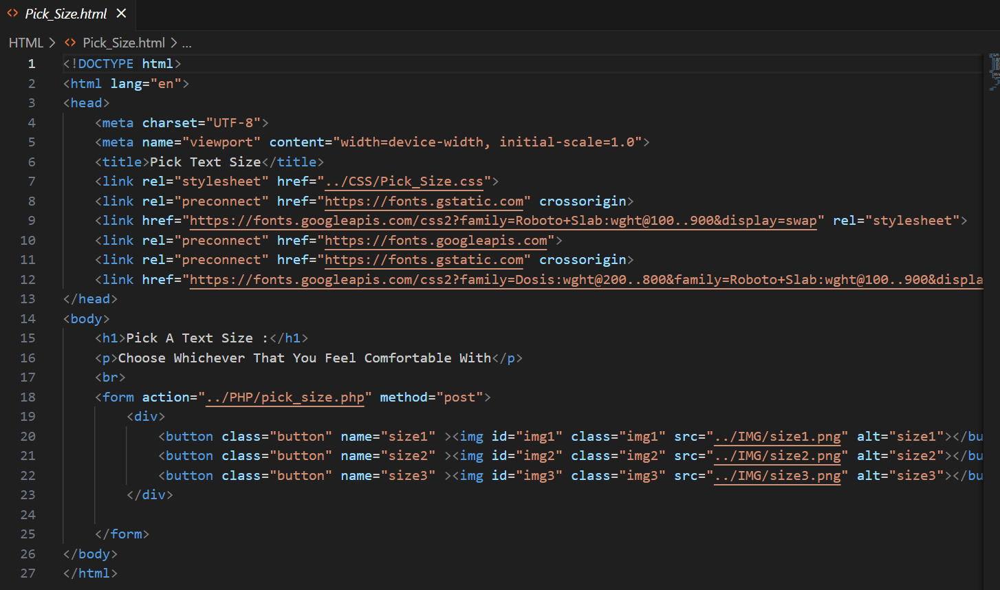 Pick_Size.html
HTML > Pick_Size.html > ...
1 <!DOCTYPE html>
2 <html lang="en">
3 <head>
4 <meta charset="UTF-8">
5 <meta name="viewport" content="width=device-width, initial-scale=1.0">
6 <title>Pick Text Size</title>
7 <link rel="stylesheet" href="../CSS/Pick_Size.css">
8 <link rel="preconnect" href="https://fonts.gstatic.com" crossorigin>
9 <link href="https://fonts.googleapis.com/css2?family=Roboto+Slab:wght@100..900&display=swap" rel="stylesheet">
10 <link rel="preconnect" href="https://fonts.googleapis.com">
11 <link rel="preconnect" href="https://fonts.gstatic.com" crossorigin>
12 <link href="https://fonts.googleapis.com/css2?family=Dosis:wght@200..800&family=Roboto+Slab:wght@100..900&displa
13 </head>
14 <body>
15 <h1>Pick A Text Size :</h1>
16 <p>Choose Whichever That You Feel Comfortable With</p>
17 <br>
18 <form action="../PHP/pick_size.php" method="post">
19 <div>
20 <button class="button" name="size1" ><img id="img1" class="img1" src="../IMG/size1.png" alt="size1"></bu
21 <button class="button" name="size2" ><img id="img2" class="img2" src="../IMG/size2.png" alt="size2"></bu
22 <button class="button" name="size3" ><img id="img3" class="img3" src="../IMG/size3.png" alt="size3"></bu
23 </div>
24
25 </form>
26 </body>
27 </html>